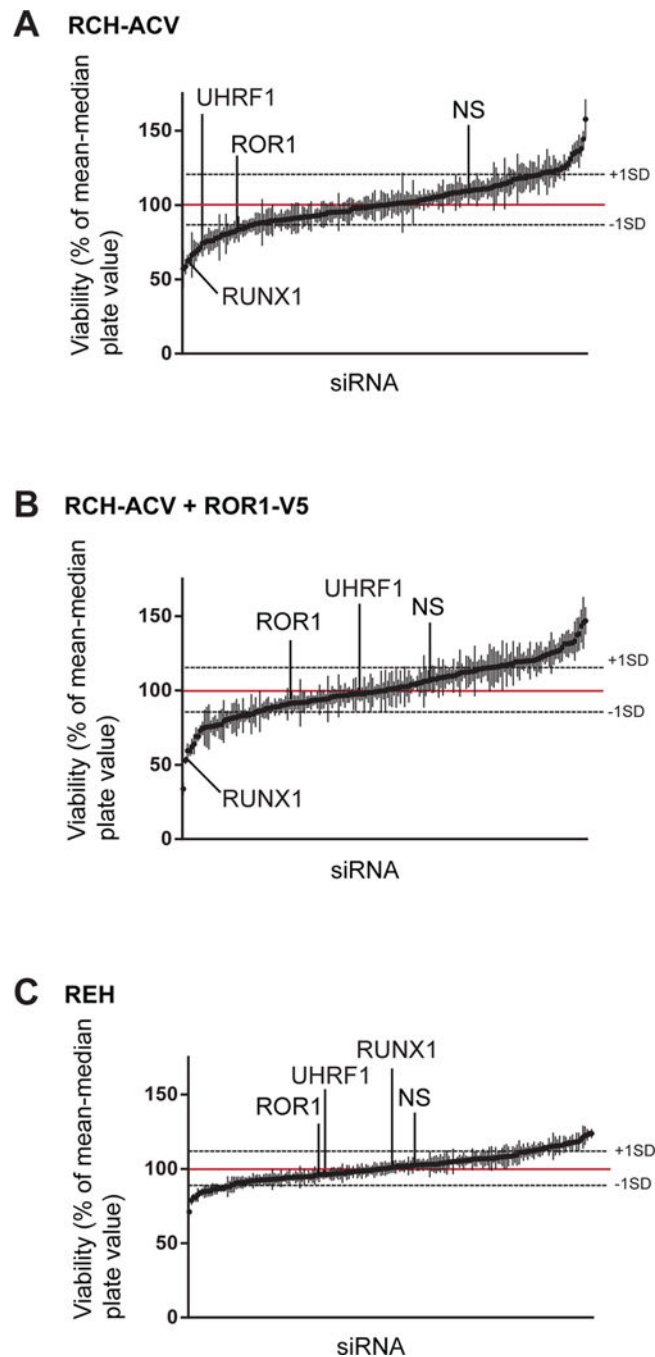 A RCH-ACV
Viability (% of mean-median
plate value)
150
100
50
0
UHRF1
ROR1
NS
RUNX1
+1SD
-1SD
siRNA
B RCH-ACV + ROR1-V5
Viability (% of mean-median
plate value)
150
100
50
0
UHRF1
ROR1
NS
RUNX1
+1SD
-1SD
siRNA
C REH
Viability (% of mean-median
plate value)
150
100
50
0
RUNX1
UHRF1
ROR1
NS
+1SD
-1SD
siRNA